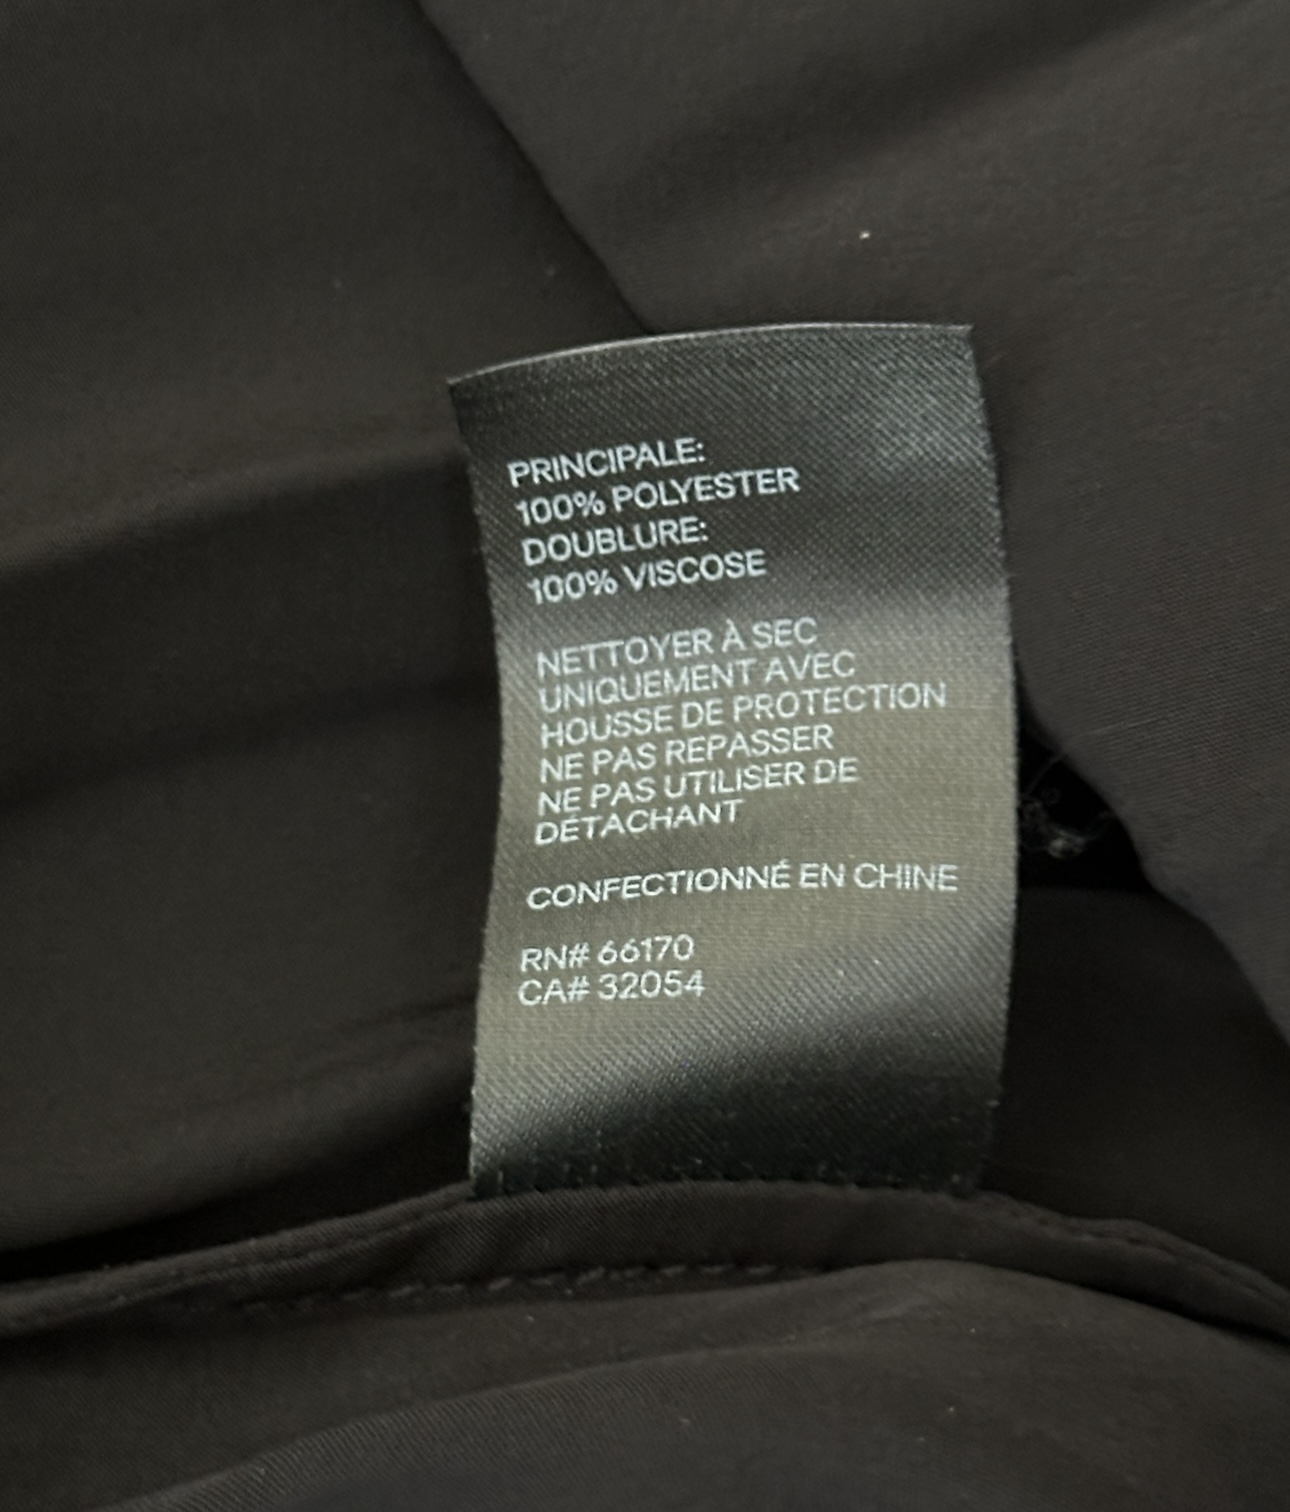 PRINCIPALE:
100% POLYESTER
DOUBLURE:
100% VISCOSE
NETTOYER À SEC
UNIQUEMENT AVEC
HOUSSE DE PROTECTION
NE PAS REPASSER
NE PAS UTILISER DE
DÉTACHANT
CONFECTIONNÉ EN CHINE
RN# 66170
CA# 32054